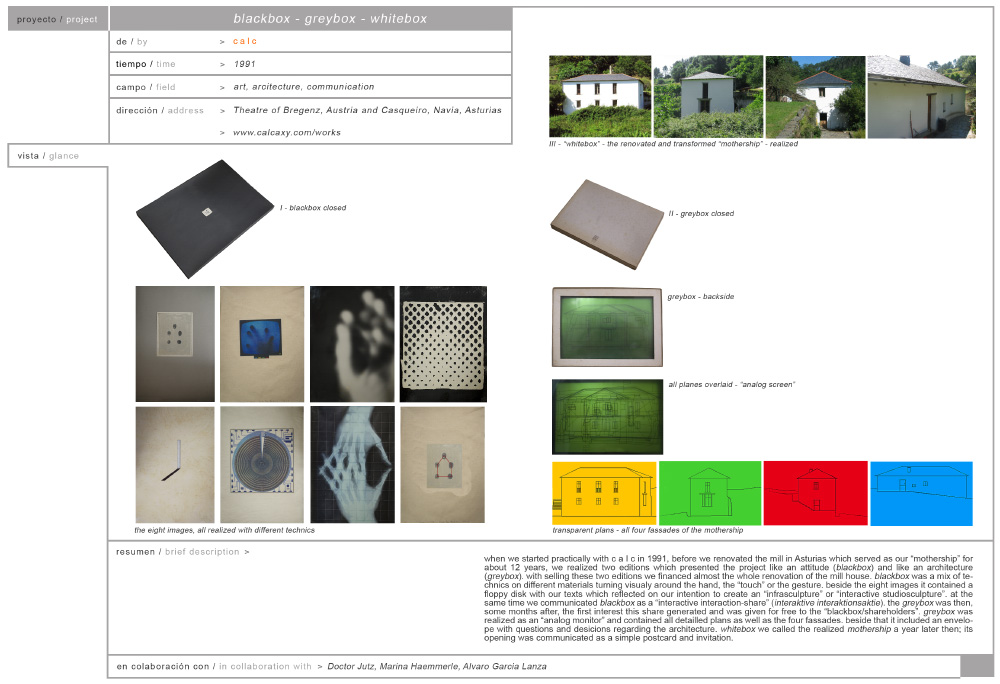 proyecto / project
blackbox - greybox - whitebox
de / by > calc
tiempo / time > 1991
campo / field > art, arcitecture, communication
dirección / address > Theatre of Bregenz, Austria and Casqueiro, Navia, Asturias
> www.calcaxy.com/works
vista / glance
III - "whitebox" - the renovated and transformed "mothership" - realized
I - blackbox closed
II - greybox closed
greybox - backside
all planes overlaid - "analog screen"
the eight images, all realized with different technics
transparent plans - all four fassades of the mothership
resumen / brief description >
when we started practically with c a l c in 1991, before we renovated the mill in Asturias which served as our "mothership" for
about 12 years, we realized two editions which presented the project like an attitude (blackbox) and like an architecture
(greybox). with selling these two editions we financed almost the whole renovation of the mill house. blackbox was a mix of te-
chnics on different materials turning visualy around the hand, the "touch" or the gesture. beside the eight images it contained a
floppy disk with our texts which reflected on our intention to create an "infrasculpture" or "interactive studiosculpture". at the
same time we communicated blackbox as a "interactive interaction-share" (interaktive interaktionsaktie). the greybox was then,
some months after, the first interest this share generated and was given for free to the "blackbox/shareholders". greybox was
realized as an "analog monitor" and contained all detailled plans as well as the four fassades. beside that it included an envelo-
pe with questions and desicions regarding the architecture. whitebox we called the realized mothership a year later then; its
opening was communicated as a simple postcard and invitation.
en colaboración con / in collaboration with > Doctor Jutz, Marina Haemmerle, Alvaro Garcia Lanza